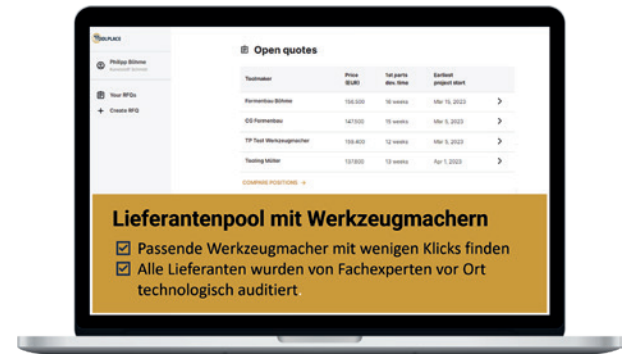 TOOLPLACE
Philipp Böhme
Your RFQs
Create RFQ
Open quotes
Toolmaker
Price (EUR)
1st parts dev. time
Earliest project start
Formenbau Böhme 156.500 16 weeks Mar 15, 2023
CG Formenbau 147.500 15 weeks Mar 5, 2023
TP Test Werkzeugmacher 159.400 12 weeks Mar 5, 2023
Tooling Müller 137.800 13 weeks Apr 1, 2023
COMPARE POSITIONS →
Lieferantenpool mit Werkzeugmachern
Passende Werkzeugmacher mit wenigen Klicks finden
Alle Lieferanten wurden von Fachexperten vor Ort
technologisch auditiert.